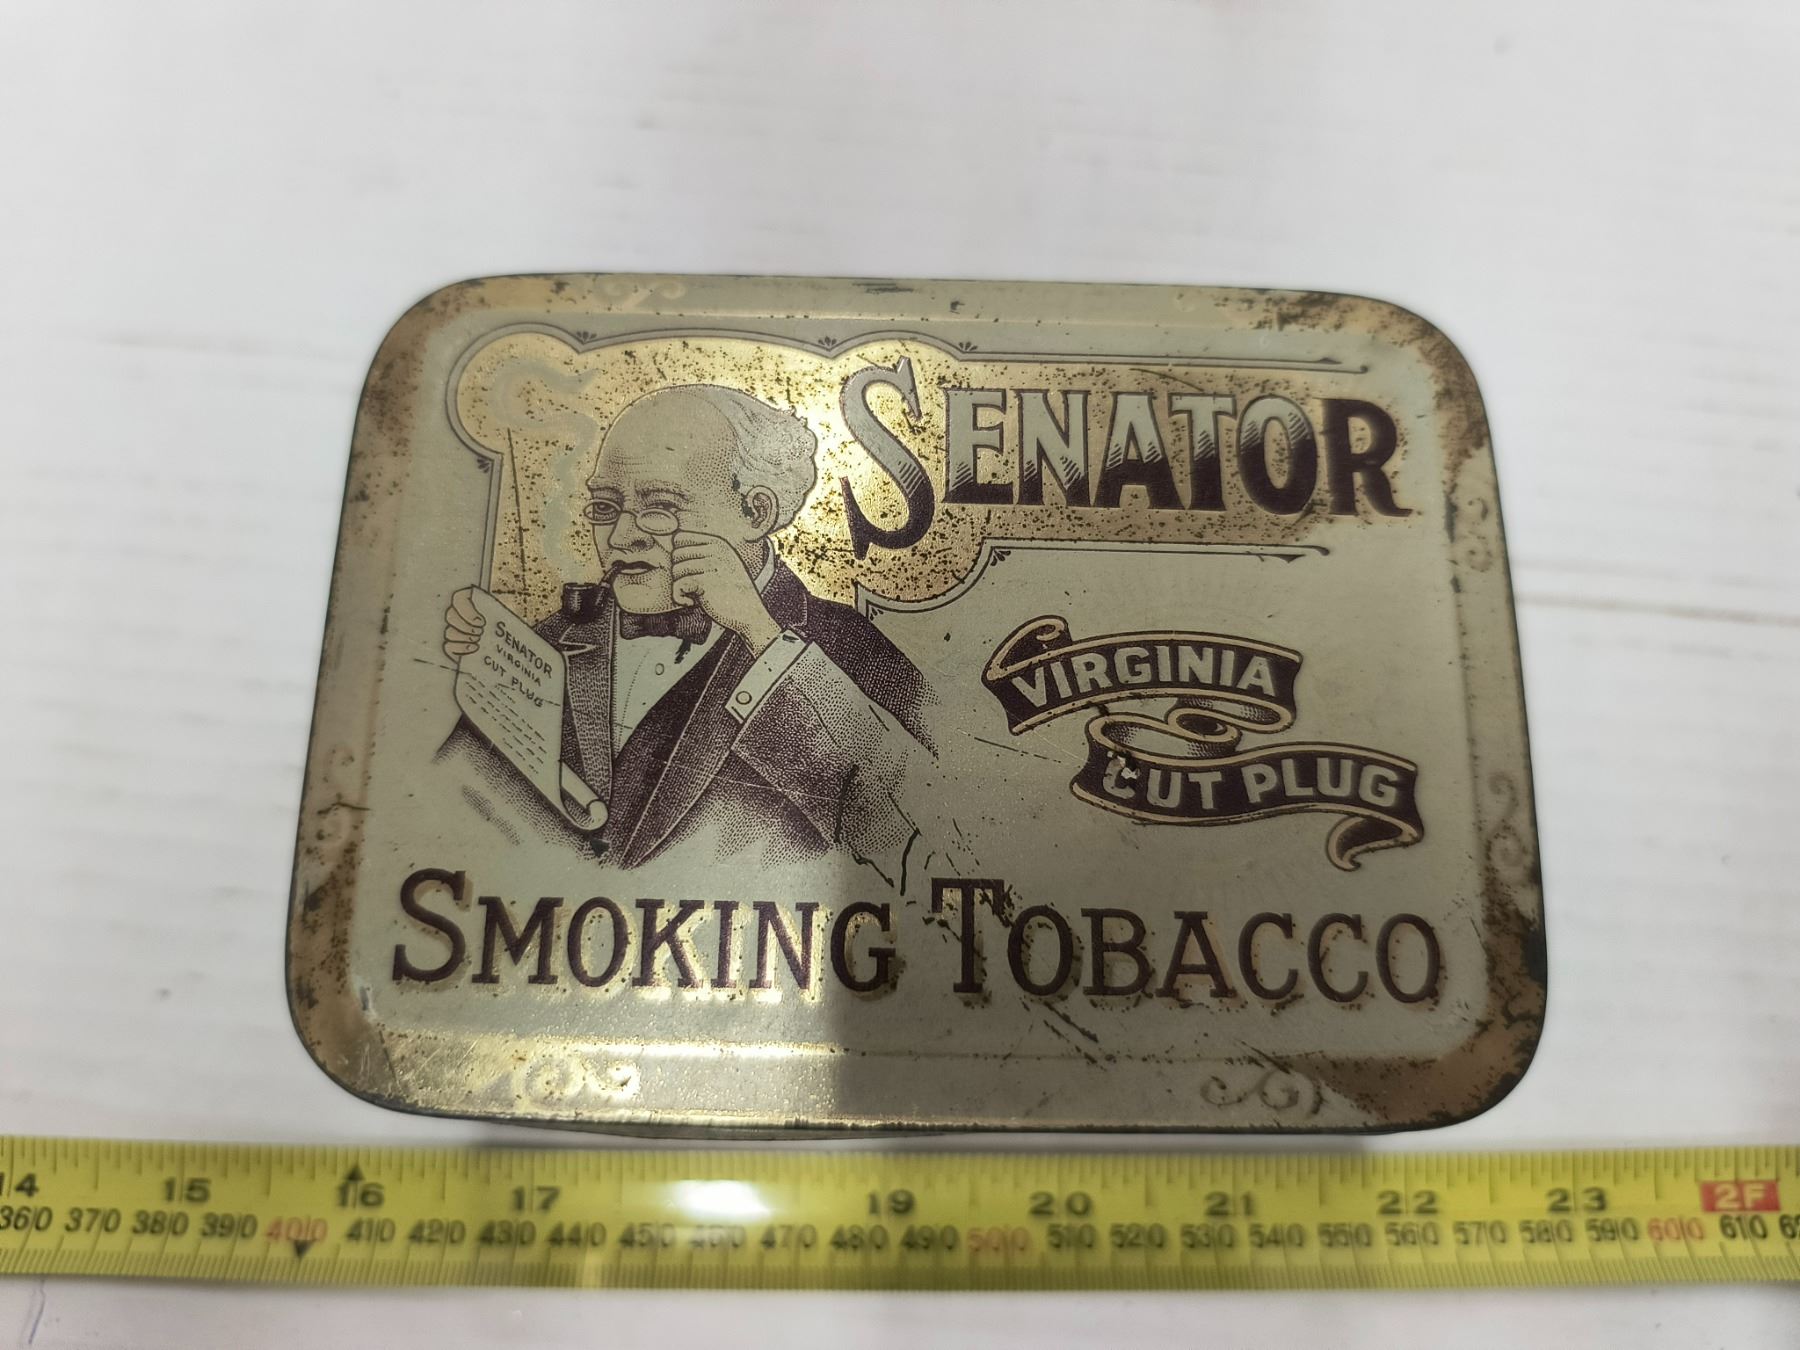 SENATOR
SENATOR
VIRGINIA
CUT PLUG
VIRGINIA
CUT PLUG
SMOKING TOBACCO
14 15 16 17 19 20 21 22 23 2F
360 370 380 390 400 410 420 430 440 450 460 470 480 490 500 510 520 530 540 550 560 570 580 590 600 610